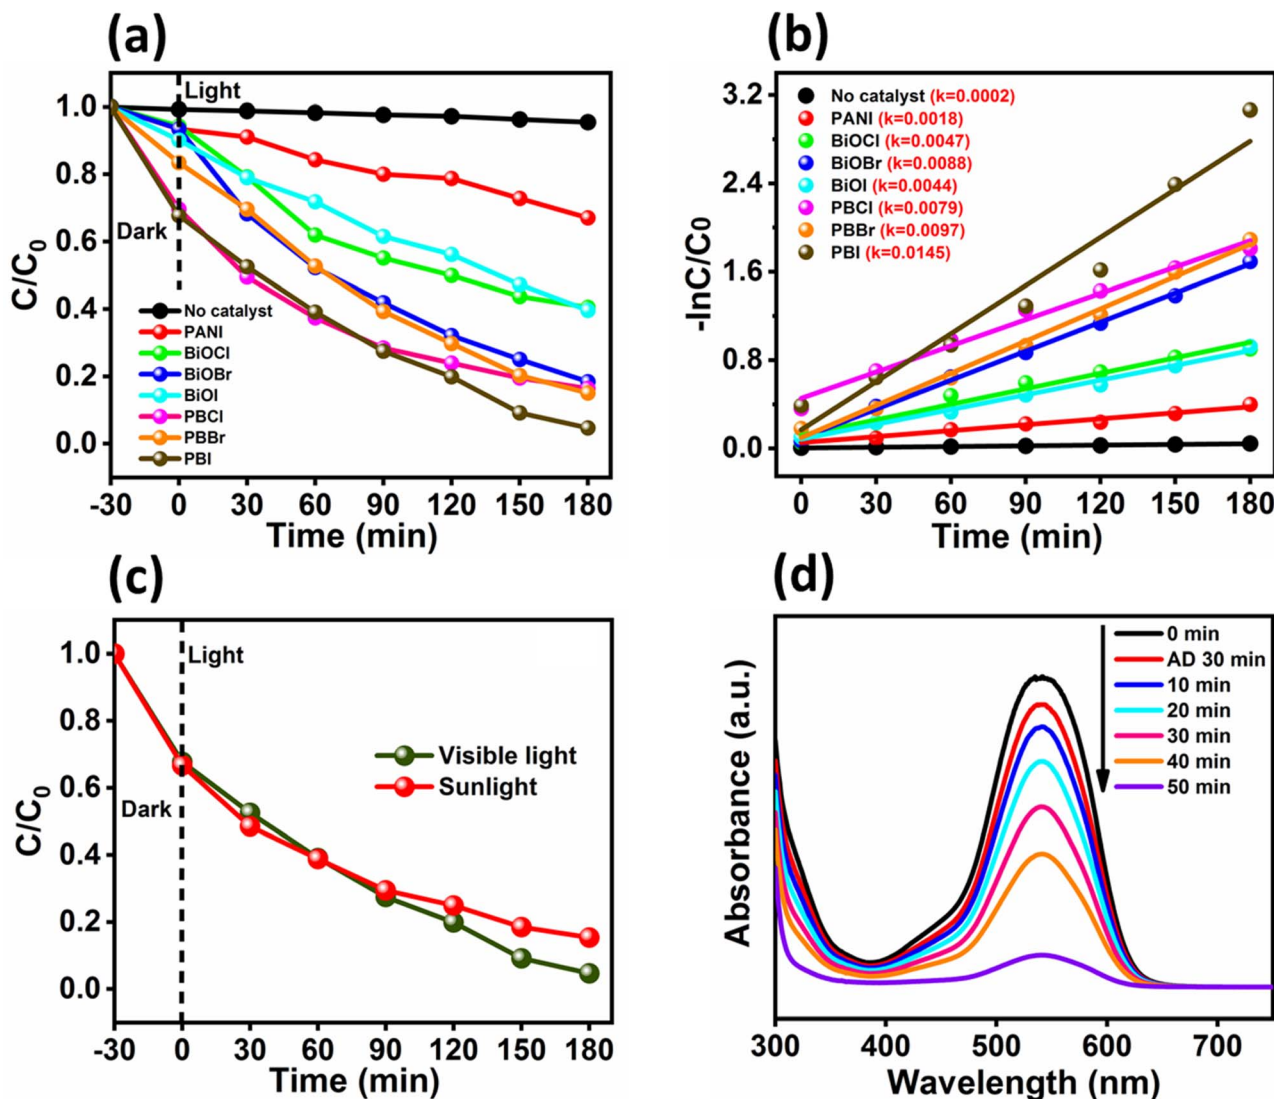 (a)
Light
Dark
C/C0
1.0
0.8
0.6
0.4
0.2
0.0
No catalyst
PANI
BiOCl
BiOBr
BiOI
PBCl
PBBr
PBI
-30 0 30 60 90 120 150 180
Time (min)
(b)
-lnC/C0
3.2
2.4
1.6
0.8
0.0
No catalyst (k=0.0002)
PANI (k=0.0018)
BiOCl (k=0.0047)
BiOBr (k=0.0088)
BiOI (k=0.0044)
PBCl (k=0.0079)
PBBr (k=0.0097)
PBI (k=0.0145)
0 30 60 90 120 150 180
Time (min)
(c)
Light
Dark
C/C0
1.0
0.8
0.6
0.4
0.2
0.0
Visible light
Sunlight
-30 0 30 60 90 120 150 180
Time (min)
(d)
Absorbance (a.u.)
0 min
AD 30 min
10 min
20 min
30 min
40 min
50 min
300 400 500 600 700
Wavelength (nm)